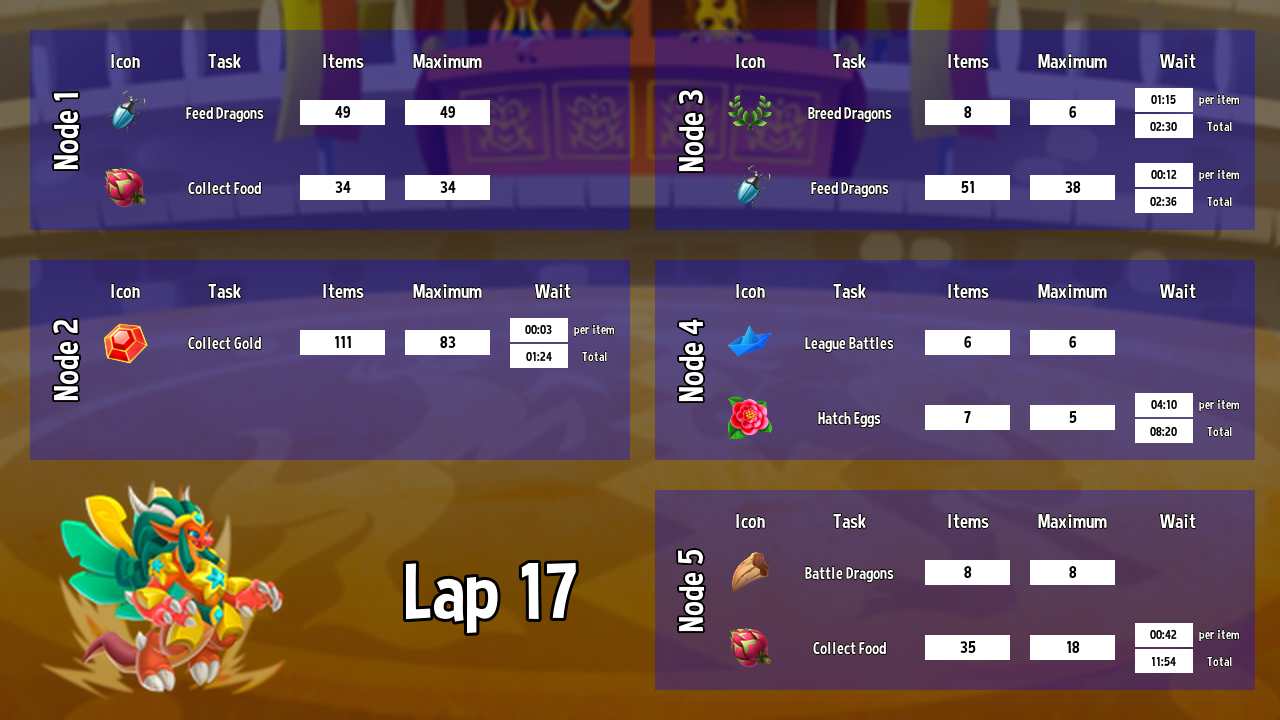 Node 1
Icon Task Items Maximum
Feed Dragons 49 49
Collect Food 34 34
Node 2
Icon Task Items Maximum Wait
Collect Gold 111 83 00:03 per item
01:24 Total
Node 3
Icon Task Items Maximum Wait
Breed Dragons 8 6 01:15 per item
02:30 Total
Feed Dragons 51 38 00:12 per item
02:36 Total
Node 4
Icon Task Items Maximum Wait
League Battles 6 6
Hatch Eggs 7 5 04:10 per item
08:20 Total
Node 5
Icon Task Items Maximum Wait
Battle Dragons 8 8
Collect Food 35 18 00:42 per item
11:54 Total
Lap 17